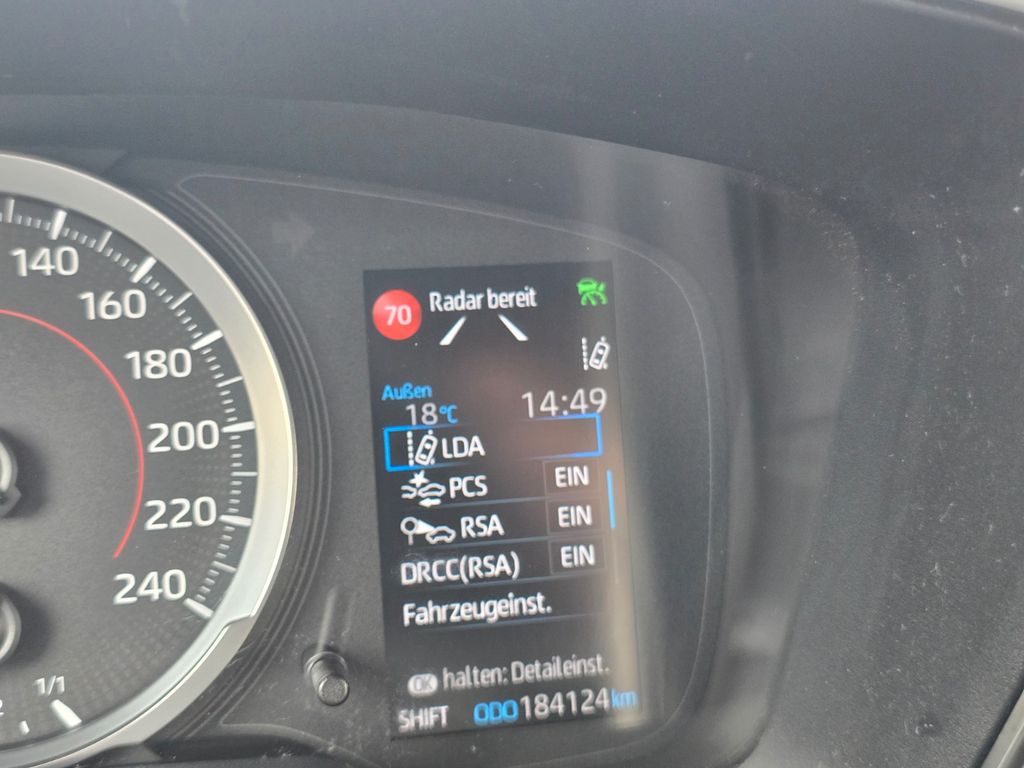 140
160
180
200
220
240
1/1
70 Radar bereit
Außen
18°C 14:49
LDA
PCS EIN
RSA EIN
DRCC(RSA) EIN
Fahrzeugeinst.
OK halten: Detaileinst.
SHIFT ODO 184124 km